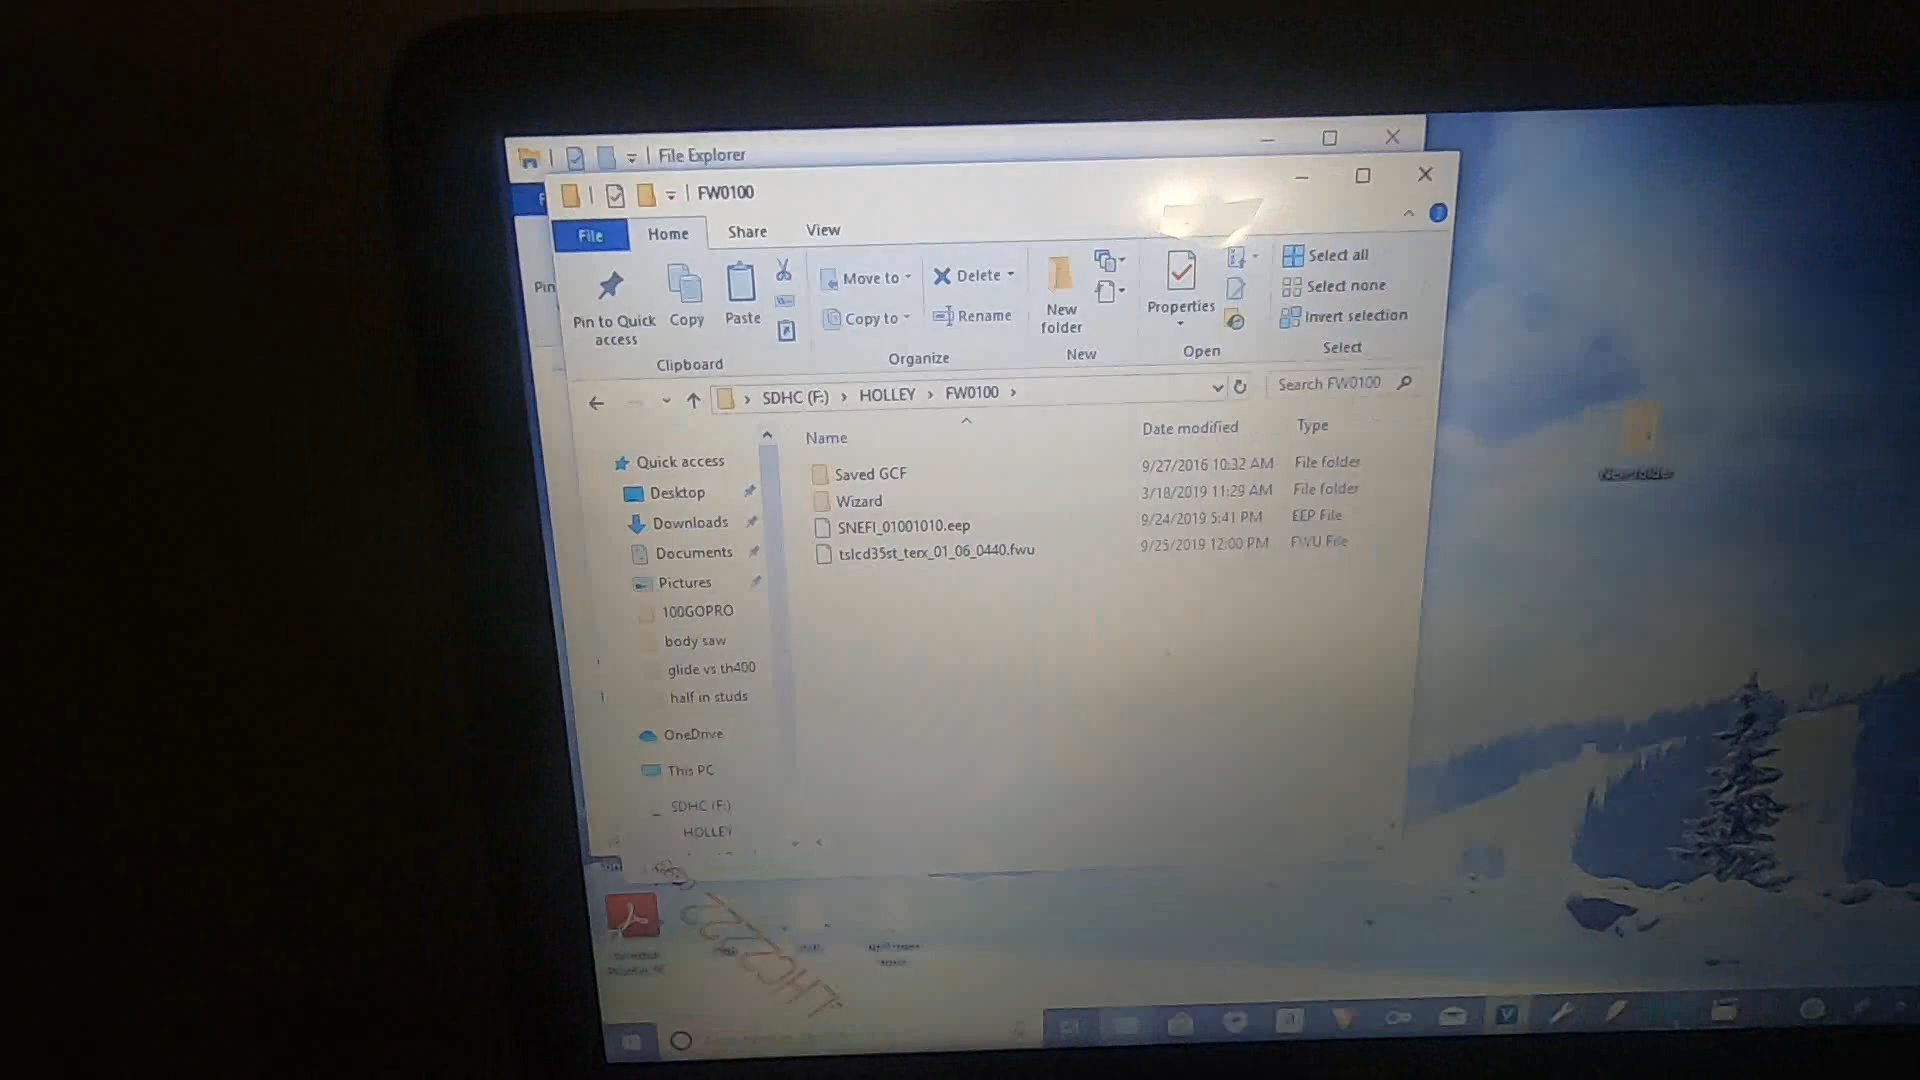 File Explorer
FW0100
File
Home
Share
View
Pin
Pin to Quick access
Copy
Paste
Clipboard
Move to
Copy to
Delete
Rename
Organize
New folder
New
Properties
Open
Select all
Select none
Invert selection
Select
SDHC (F:) > HOLLEY > FW0100 >
Search FW0100
Name
Date modified
Type
Saved GCF
9/27/2016 10:32 AM
File folder
Wizard
3/18/2019 11:29 AM
File folder
SNEFI_01001010.eep
9/24/2019 5:41 PM
EEP File
tslcd35st_terx_01_06_0440.fwu
9/25/2019 12:00 PM
FWU File
Quick access
Desktop
Downloads
Documents
Pictures
100GOPRO
body saw
glide vs th400
half in studs
OneDrive
This PC
SDHC (F:)
HOLLEY